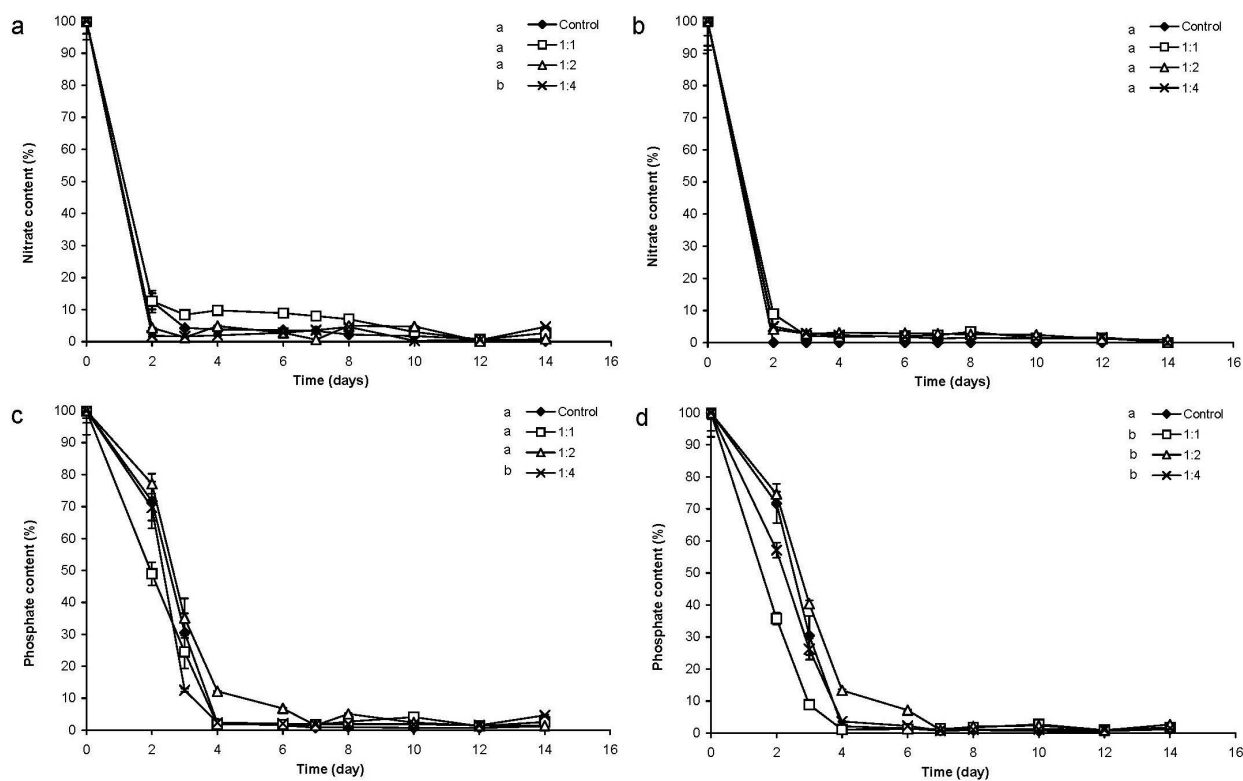 a
Nitrate content (%)
100
90
80
70
60
50
40
30
20
10
0
0 2 4 6 8 10 12 14 16
Time (days)
a Control
a 1:1
a 1:2
b 1:4
b
Nitrate content (%)
100
90
80
70
60
50
40
30
20
10
0
0 2 4 6 8 10 12 14 16
Time (days)
a Control
a 1:1
a 1:2
a 1:4
c
Phosphate content (%)
100
90
80
70
60
50
40
30
20
10
0
0 2 4 6 8 10 12 14 16
Time (day)
a Control
a 1:1
a 1:2
b 1:4
d
Phosphate content (%)
100
90
80
70
60
50
40
30
20
10
0
0 2 4 6 8 10 12 14 16
Time (day)
a Control
b 1:1
b 1:2
b 1:4